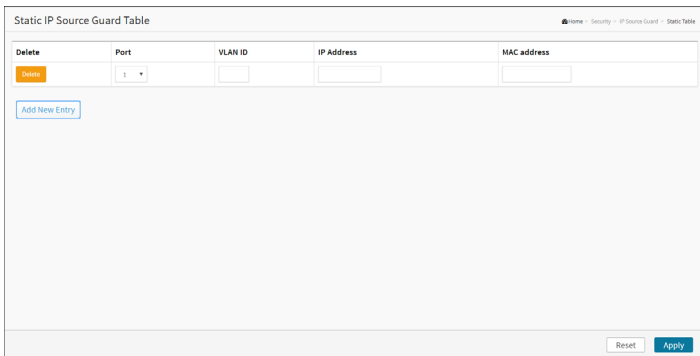 Static IP Source Guard Table
Home > Security > IP Source Guard > Static Table
Delete Port VLAN ID IP Address MAC address
Delete 1
Add New Entry
Reset Apply